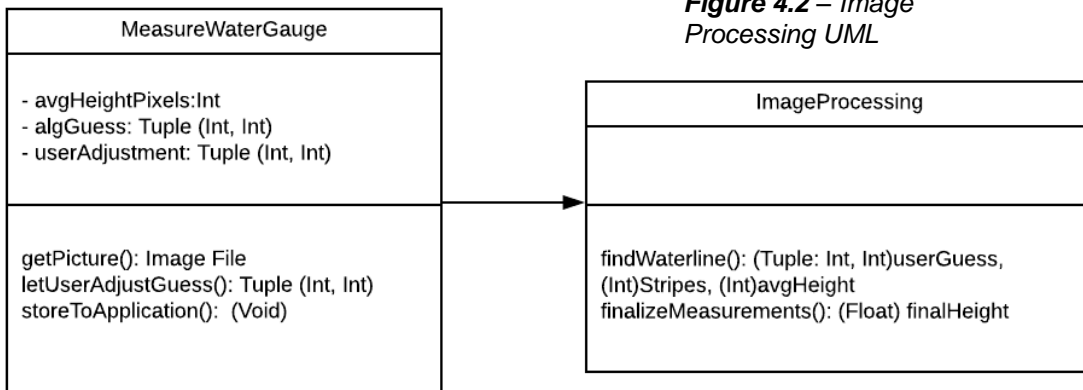 Figure 4.2 – Image
Processing UML
MeasureWaterGauge
- avgHeightPixels:Int
- algGuess: Tuple (Int, Int)
- userAdjustment: Tuple (Int, Int)
getPicture(): Image File
letUserAdjustGuess(): Tuple (Int, Int)
storeToApplication(): (Void)
ImageProcessing
findWaterline(): (Tuple: Int, Int)userGuess,
(Int)Stripes, (Int)avgHeight
finalizeMeasurements(): (Float) finalHeight